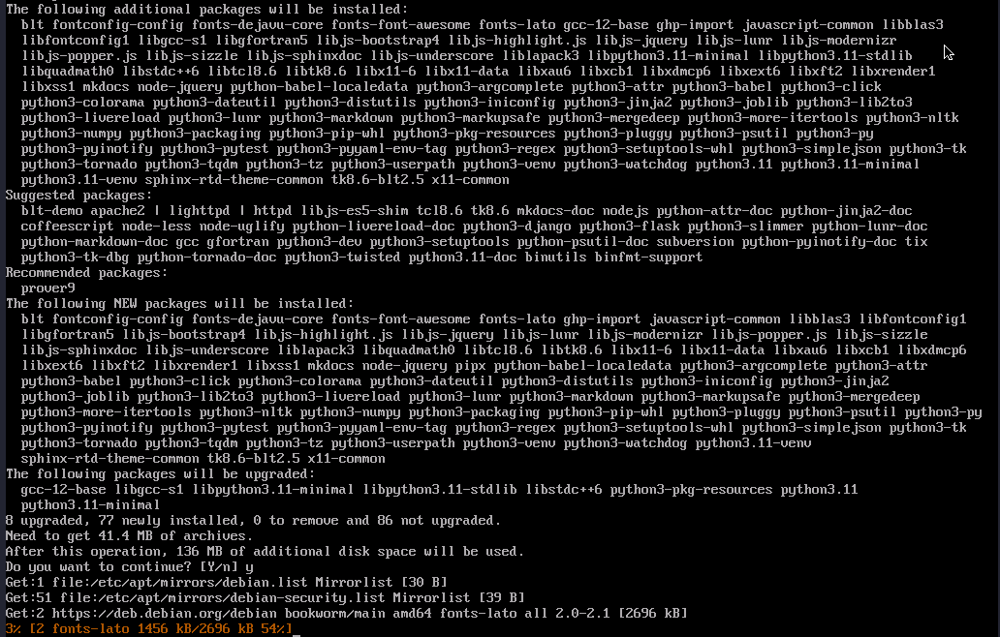 The following additional packages will be installed:
blt fontconfig-config fonts-dejavu-core fonts-font-awesome fonts-lato gcc-12-base ghp-import javascript-common libblas3
libfontconfig1 libgcc-s1 libgfortran5 libjs-bootstrap4 libjs-highlight.js libjs-jquery libjs-lunr libjs-modernizr
libjs-popper.js libjs-sizzle libjs-sphinxdoc libjs-underscore liblapack3 libpython3.11-minimal libpython3.11-stdlib
libquadmath0 libstdc++6 libtcl8.6 libtk8.6 libx11-6 libx11-data libxau6 libxcb1 libxdmcp6 libxext6 libxft2 libxrender1
libxss1 mkdocs node-jquery python-babel-localedata python3-argcomplete python3-attr python3-babel python3-click
python3-colorama python3-dateutil python3-distutils python3-iniconfig python3-jinja2 python3-joblib python3-lib2to3
python3-livereload python3-lunr python3-markdown python3-markupsafe python3-mergedeep python3-more-itertools python3-nltk
python3-numpy python3-packaging python3-pip-whl python3-pkg-resources python3-pluggy python3-psutil python3-py
python3-pyinotify python3-pytest python3-pyyaml-env-tag python3-regex python3-setuptools-whl python3-simplejson python3-tk
python3-tornado python3-tqdm python3-tz python3-userpath python3-venv python3-watchdog python3.11 python3.11-minimal
python3.11-venv sphinx-rtd-theme-common tk8.6-blt2.5 x11-common
Suggested packages:
blt-demo apache2 | lighttpd | httpd libjs-es5-shim tcl8.6 tk8.6 mkdocs-doc nodejs python-attr-doc python-jinja2-doc
coffeescript node-less node-uglify python-livereload-doc python3-django python3-flask python3-slimmer python-lunr-doc
python-markdown-doc gcc gfortran python3-dev python3-setuptools python-psutil-doc subversion python-pyinotify-doc tix
python3-tk-dbg python-tornado-doc python3-twisted python3.11-doc binutils binfmt-support
Recommended packages:
prover9
The following NEW packages will be installed:
blt fontconfig-config fonts-dejavu-core fonts-font-awesome fonts-lato ghp-import javascript-common libblas3 libfontconfig1
libgfortran5 libjs-bootstrap4 libjs-highlight.js libjs-jquery libjs-lunr libjs-modernizr libjs-popper.js libjs-sizzle
libjs-sphinxdoc libjs-underscore liblapack3 libquadmath0 libtcl8.6 libtk8.6 libx11-6 libx11-data libxau6 libxcb1 libxdmcp6
libxext6 libxft2 libxrender1 libxss1 mkdocs node-jquery pipx python-babel-localedata python3-argcomplete python3-attr
python3-babel python3-click python3-colorama python3-dateutil python3-distutils python3-iniconfig python3-jinja2
python3-joblib python3-lib2to3 python3-livereload python3-lunr python3-markdown python3-markupsafe python3-mergedeep
python3-more-itertools python3-nltk python3-numpy python3-packaging python3-pip-whl python3-pluggy python3-psutil python3-py
python3-pyinotify python3-pytest python3-pyyaml-env-tag python3-regex python3-setuptools-whl python3-simplejson python3-tk
python3-tornado python3-tqdm python3-tz python3-userpath python3-venv python3-watchdog python3.11-venv
sphinx-rtd-theme-common tk8.6-blt2.5 x11-common
The following packages will be upgraded:
gcc-12-base libgcc-s1 libpython3.11-minimal libpython3.11-stdlib libstdc++6 python3-pkg-resources python3.11
python3.11-minimal
8 upgraded, 77 newly installed, 0 to remove and 86 not upgraded.
Need to get 41.4 MB of archives.
After this operation, 136 MB of additional disk space will be used.
Do you want to continue? [Y/n] y
Get:1 file:/etc/apt/mirrors/debian.list Mirrorlist [30 B]
Get:51 file:/etc/apt/mirrors/debian-security.list Mirrorlist [39 B]
Get:2 https://deb.debian.org/debian bookworm/main amd64 fonts-lato all 2.0-2.1 [2696 kB]
3% [2 fonts-lato 1456 kB/2696 kB 54%]_